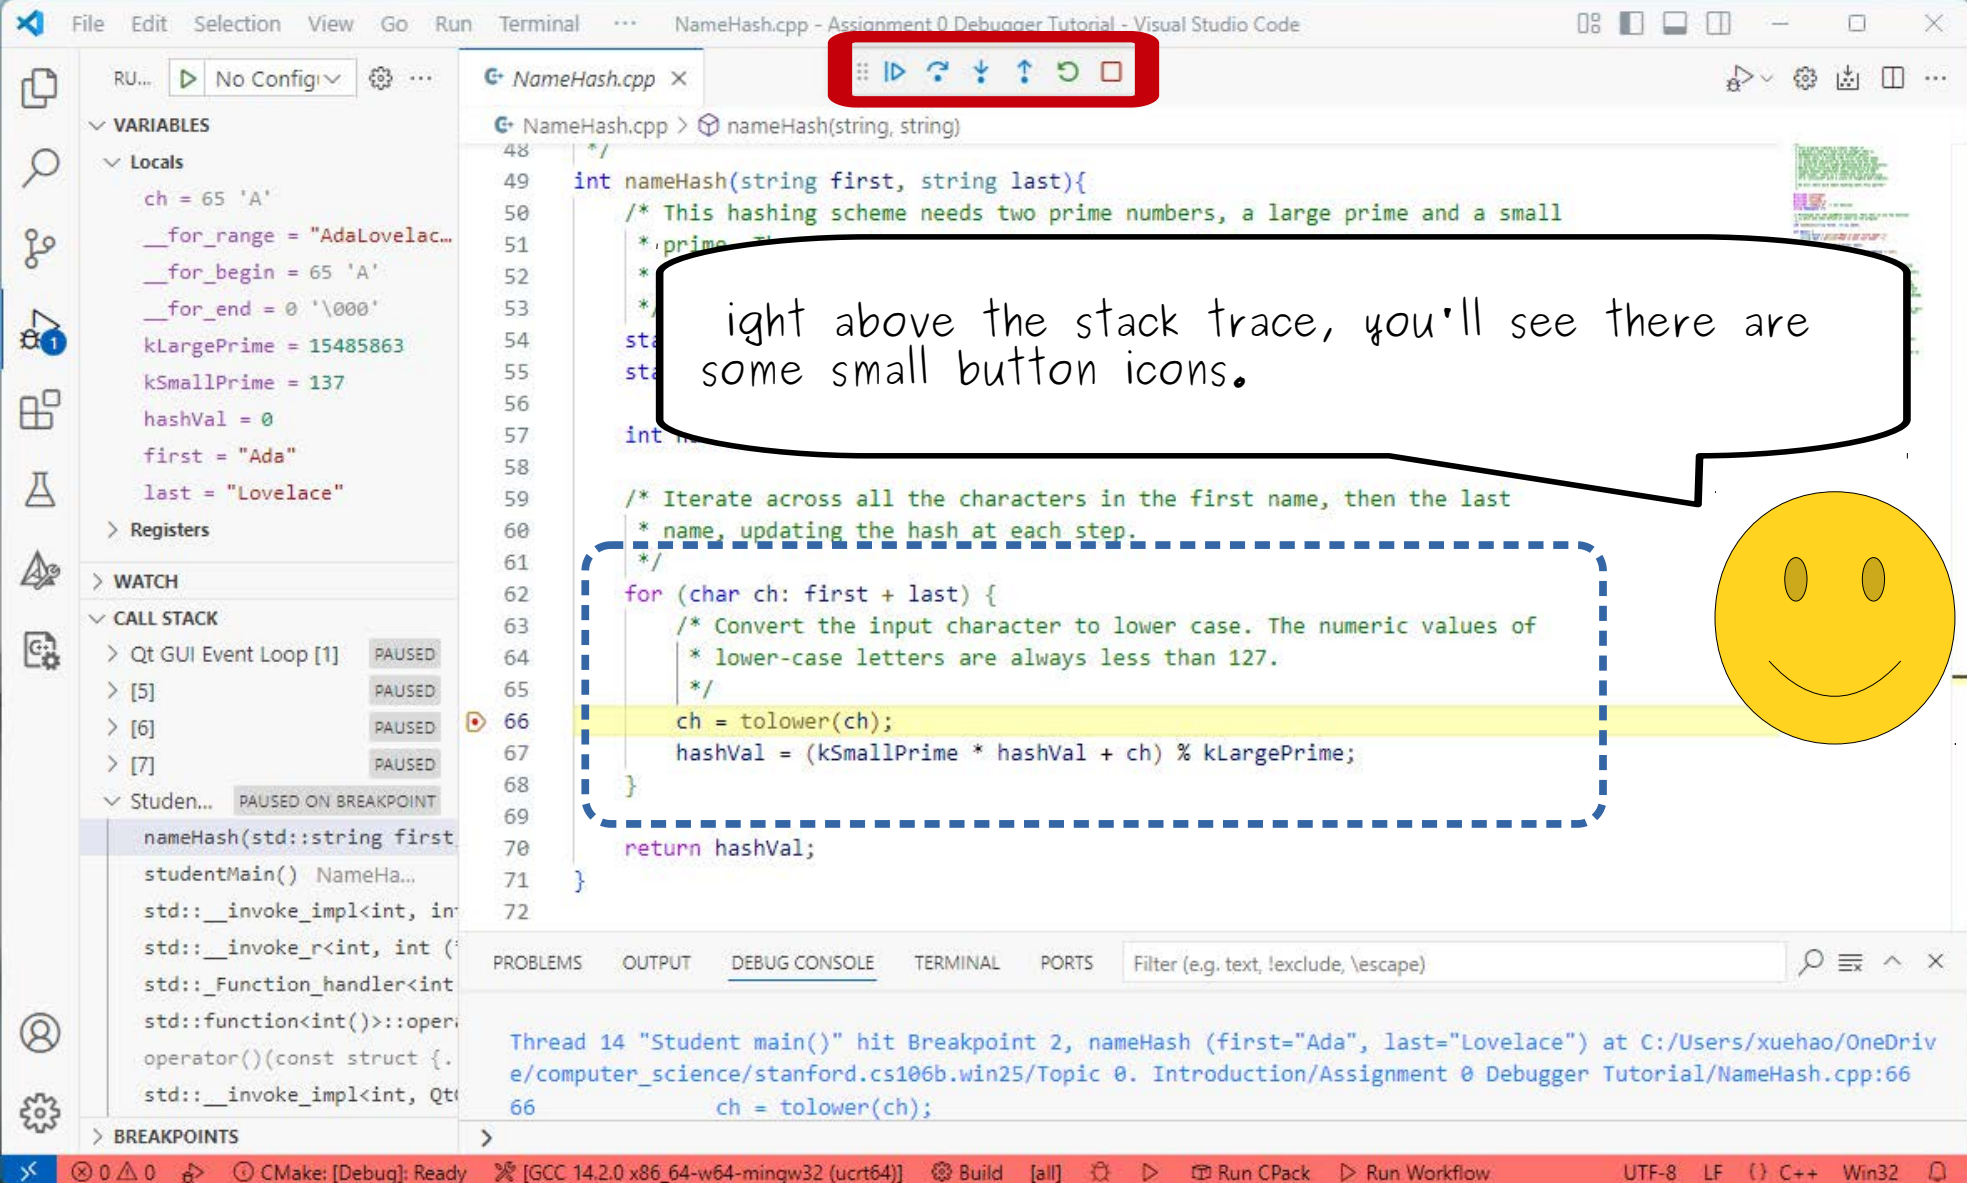 File Edit Selection View Go Run Terminal ··· NameHash.cpp - Assignment 0 Debugger Tutorial - Visual Studio Code
RU... No Config
NameHash.cpp
NameHash.cpp > nameHash(string, string)
VARIABLES
Locals
ch = 65 'A'
__for_range = "AdaLovelac…
__for_begin = 65 'A'
__for_end = 0 '\000'
kLargePrime = 15485863
kSmallPrime = 137
hashVal = 0
first = "Ada"
last = "Lovelace"
Registers
WATCH
CALL STACK
Qt GUI Event Loop [1] PAUSED
[5] PAUSED
[6] PAUSED
[7] PAUSED
Studen... PAUSED ON BREAKPOINT
nameHash(std::string first
studentMain() NameHa...
std::__invoke_impl<int, in
std::__invoke_r<int, int (
std::_Function_handler<int
std::function<int()>::oper
operator()(const struct {.
std::__invoke_impl<int, Qt
BREAKPOINTS
1
48 */
49 int nameHash(string first, string last){
50 /* This hashing scheme needs two prime numbers, a large prime and a small
51 * prime.
52 *
53 *
54
55
56
57 int
58
59 /* Iterate across all the characters in the first name, then the last
60 * name, updating the hash at each step.
61 */
62 for (char ch: first + last) {
63 /* Convert the input character to lower case. The numeric values of
64 * lower-case letters are always less than 127.
65 */
66 ch = tolower(ch);
67 hashVal = (kSmallPrime * hashVal + ch) % kLargePrime;
68 }
69
70 return hashVal;
71 }
72
ight above the stack trace, you'll see there are
some small button icons.
PROBLEMS OUTPUT DEBUG CONSOLE TERMINAL PORTS Filter (e.g. text, !exclude, \escape)
Thread 14 "Student main()" hit Breakpoint 2, nameHash (first="Ada", last="Lovelace") at C:/Users/xuehao/OneDriv
e/computer_science/stanford.cs106b.win25/Topic 0. Introduction/Assignment 0 Debugger Tutorial/NameHash.cpp:66
66 ch = tolower(ch);
>
0 0 CMake: [Debug]: Ready [GCC 14.2.0 x86_64-w64-mingw32 (ucrt64)] Build [all] Run CPack Run Workflow UTF-8 LF {} C++ Win32